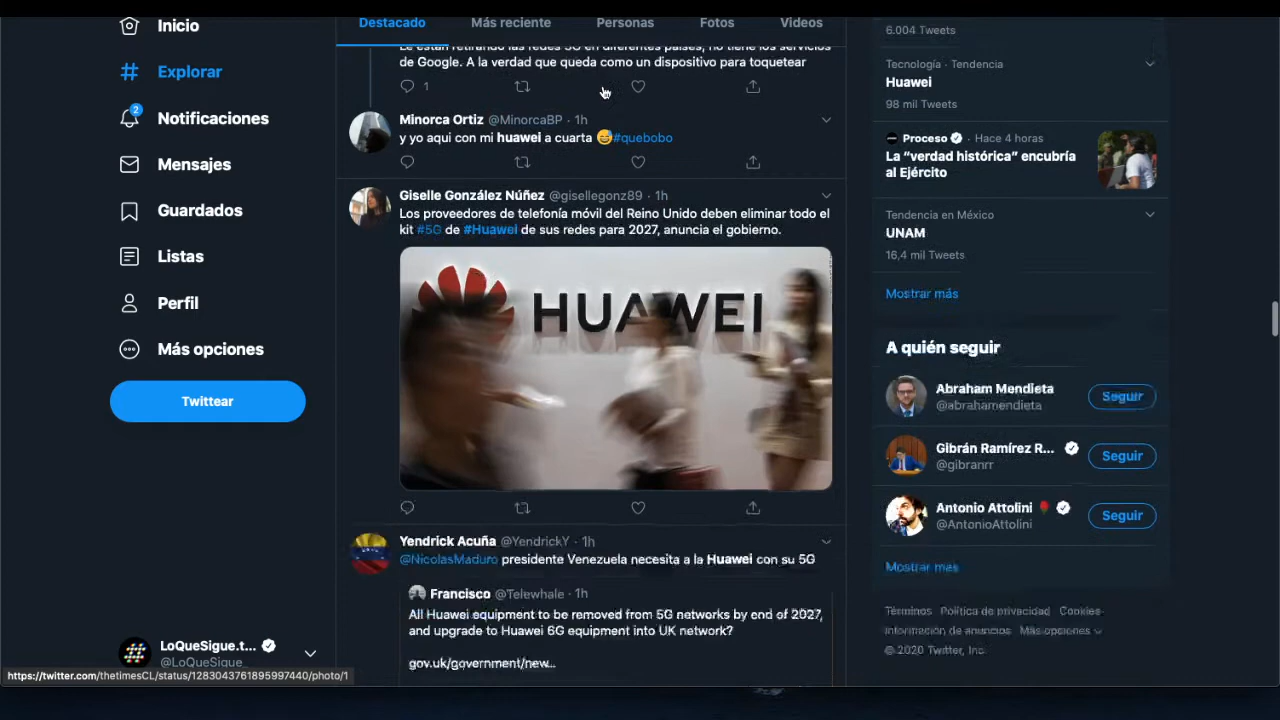 Inicio
Explorar
2
Notificaciones
Mensajes
Guardados
Listas
Perfil
Más opciones
Twittear
LoQueSigue.t...
@LoQueSigue_
https://twitter.com/thetimesCL/status/1283043761895997440/photo/1
Destacado Más reciente Personas Fotos Videos
Le están retirando las redes 5G en diferentes países, no tiene los servicios
de Google. A la verdad que queda como un dispositivo para toquetear
1
Minorca Ortiz @MinorcaBP · 1h
y yo aqui con mi huawei a cuarta 😅#quebobo
Giselle González Núñez @gisellegonz89 · 1h
Los proveedores de telefonía móvil del Reino Unido deben eliminar todo el
kit #5G de #Huawei de sus redes para 2027, anuncia el gobierno.
HUAWEI
Yendrick Acuña @YendrickY · 1h
@NicolasMaduro presidente Venezuela necesita a la Huawei con su 5G
Francisco @Telewhale · 1h
All Huawei equipment to be removed from 5G networks by end of 2027,
and upgrade to Huawei 6G equipment into UK network?
gov.uk/government/new...
6.004 Tweets
Tecnología · Tendencia
Huawei
98 mil Tweets
Proceso · Hace 4 horas
La “verdad histórica” encubría
al Ejército
Tendencia en México
UNAM
16,4 mil Tweets
Mostrar más
A quién seguir
Abraham Mendieta
@abrahamendieta
Seguir
Gibrán Ramírez R...
@gibranrr
Seguir
Antonio Attolini
@AntonioAttolini
Seguir
Mostrar más
Términos Política de privacidad Cookies
Información de anuncios Más opciones
© 2020 Twitter, Inc.